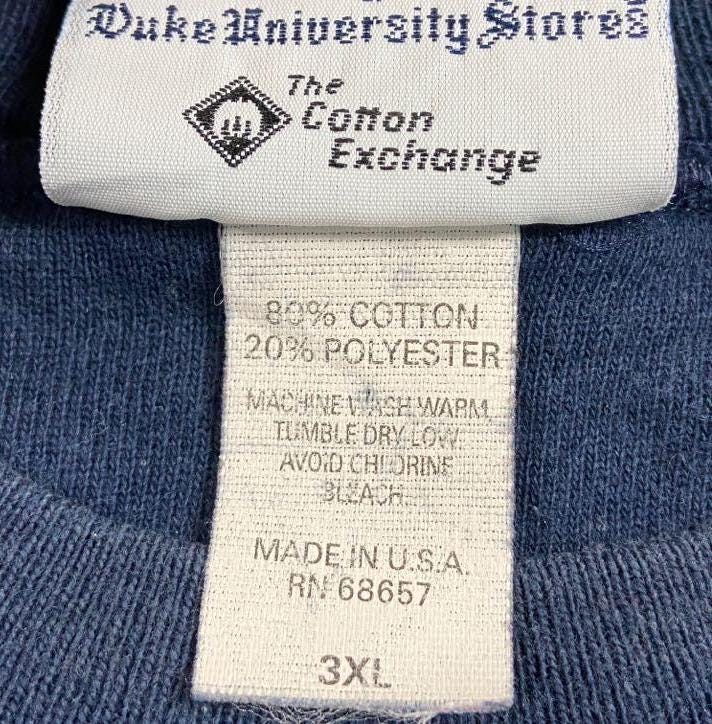 Duke University Stores
The
Cotton
Exchange
80% COTTON
20% POLYESTER
MACHINE WASH WARM
TUMBLE DRY LOW
AVOID CHLORINE
BLEACH.
MADE IN U.S.A.
RN 68657
3XL